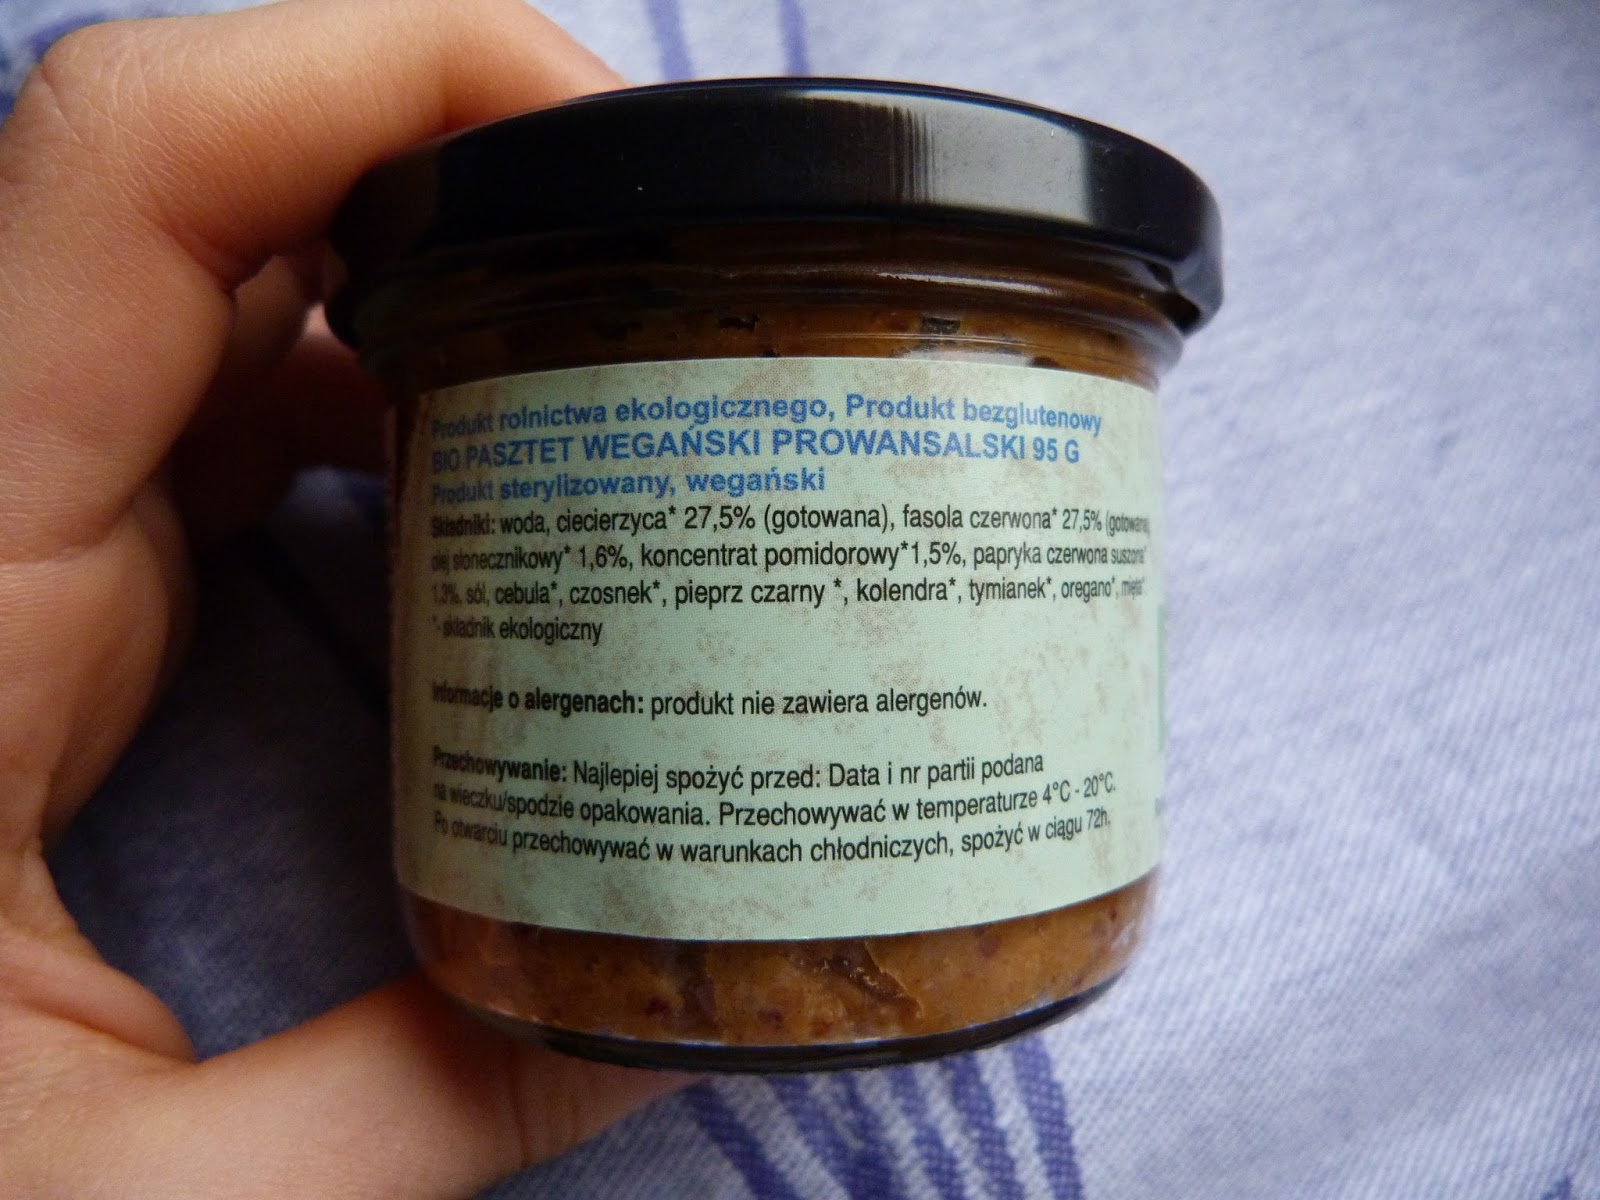 Produkt rolnictwa ekologicznego, Produkt bezglutenowy
BIO PASZTET WEGAŃSKI PROWANSALSKI 95 G
Produkt sterylizowany, wegański
Składniki: woda, ciecierzyca* 27,5% (gotowana), fasola czerwona* 27,5% (gotowana),
olej słonecznikowy* 1,6%, koncentrat pomidorowy*1,5%, papryka czerwona suszona*
1,3%, sól, cebula*, czosnek*, pieprz czarny *, kolendra*, tymianek*, oregano*, mięta*
*- składnik ekologiczny
Informacje o alergenach: produkt nie zawiera alergenów.
Przechowywanie: Najlepiej spożyć przed: Data i nr partii podana
na wieczku/spodzie opakowania. Przechowywać w temperaturze 4°C - 20°C.
Po otwarciu przechowywać w warunkach chłodniczych, spożyć w ciągu 72h.